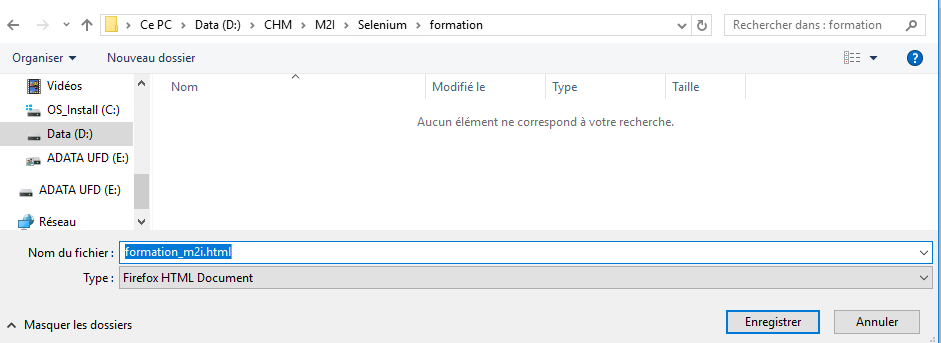 Ce PC > Data (D:) > CHM > M2I > Selenium > formation
Rechercher dans : formation
Organiser
Nouveau dossier
?
Vidéos
OS_Install (C:)
Data (D:)
ADATA UFD (E:)
ADATA UFD (E:)
Réseau
Nom
Modifié le
Type
Taille
Aucun élément ne correspond à votre recherche.
Nom du fichier :
formation_m2i.html
Type :
Firefox HTML Document
Masquer les dossiers
Enregistrer
Annuler